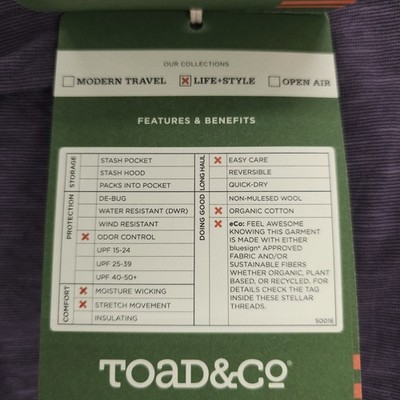 OUR COLLECTIONS
MODERN TRAVEL LIFE+STYLE OPEN AIR
FEATURES & BENEFITS
STORAGE
STASH POCKET
STASH HOOD
PACKS INTO POCKET
PROTECTION
DE-BUG
WATER RESISTANT (DWR)
WIND RESISTANT
ODOR CONTROL
UPF 15-24
UPF 25-39
UPF 40-50+
COMFORT
MOISTURE WICKING
STRETCH MOVEMENT
INSULATING
LONG HAUL
EASY CARE
REVERSIBLE
QUICK-DRY
DOING GOOD
NON-MULESED WOOL
ORGANIC COTTON
eCo: FEEL AWESOME
KNOWING THIS GARMENT
IS MADE WITH EITHER
bluesign® APPROVED
FABRIC AND/OR
SUSTAINABLE FIBERS
WHETHER ORGANIC, PLANT
BASED, OR RECYCLED. FOR
DETAILS CHECK THE TAG
INSIDE THESE STELLAR
THREADS.
S001E
TOAD&CO®